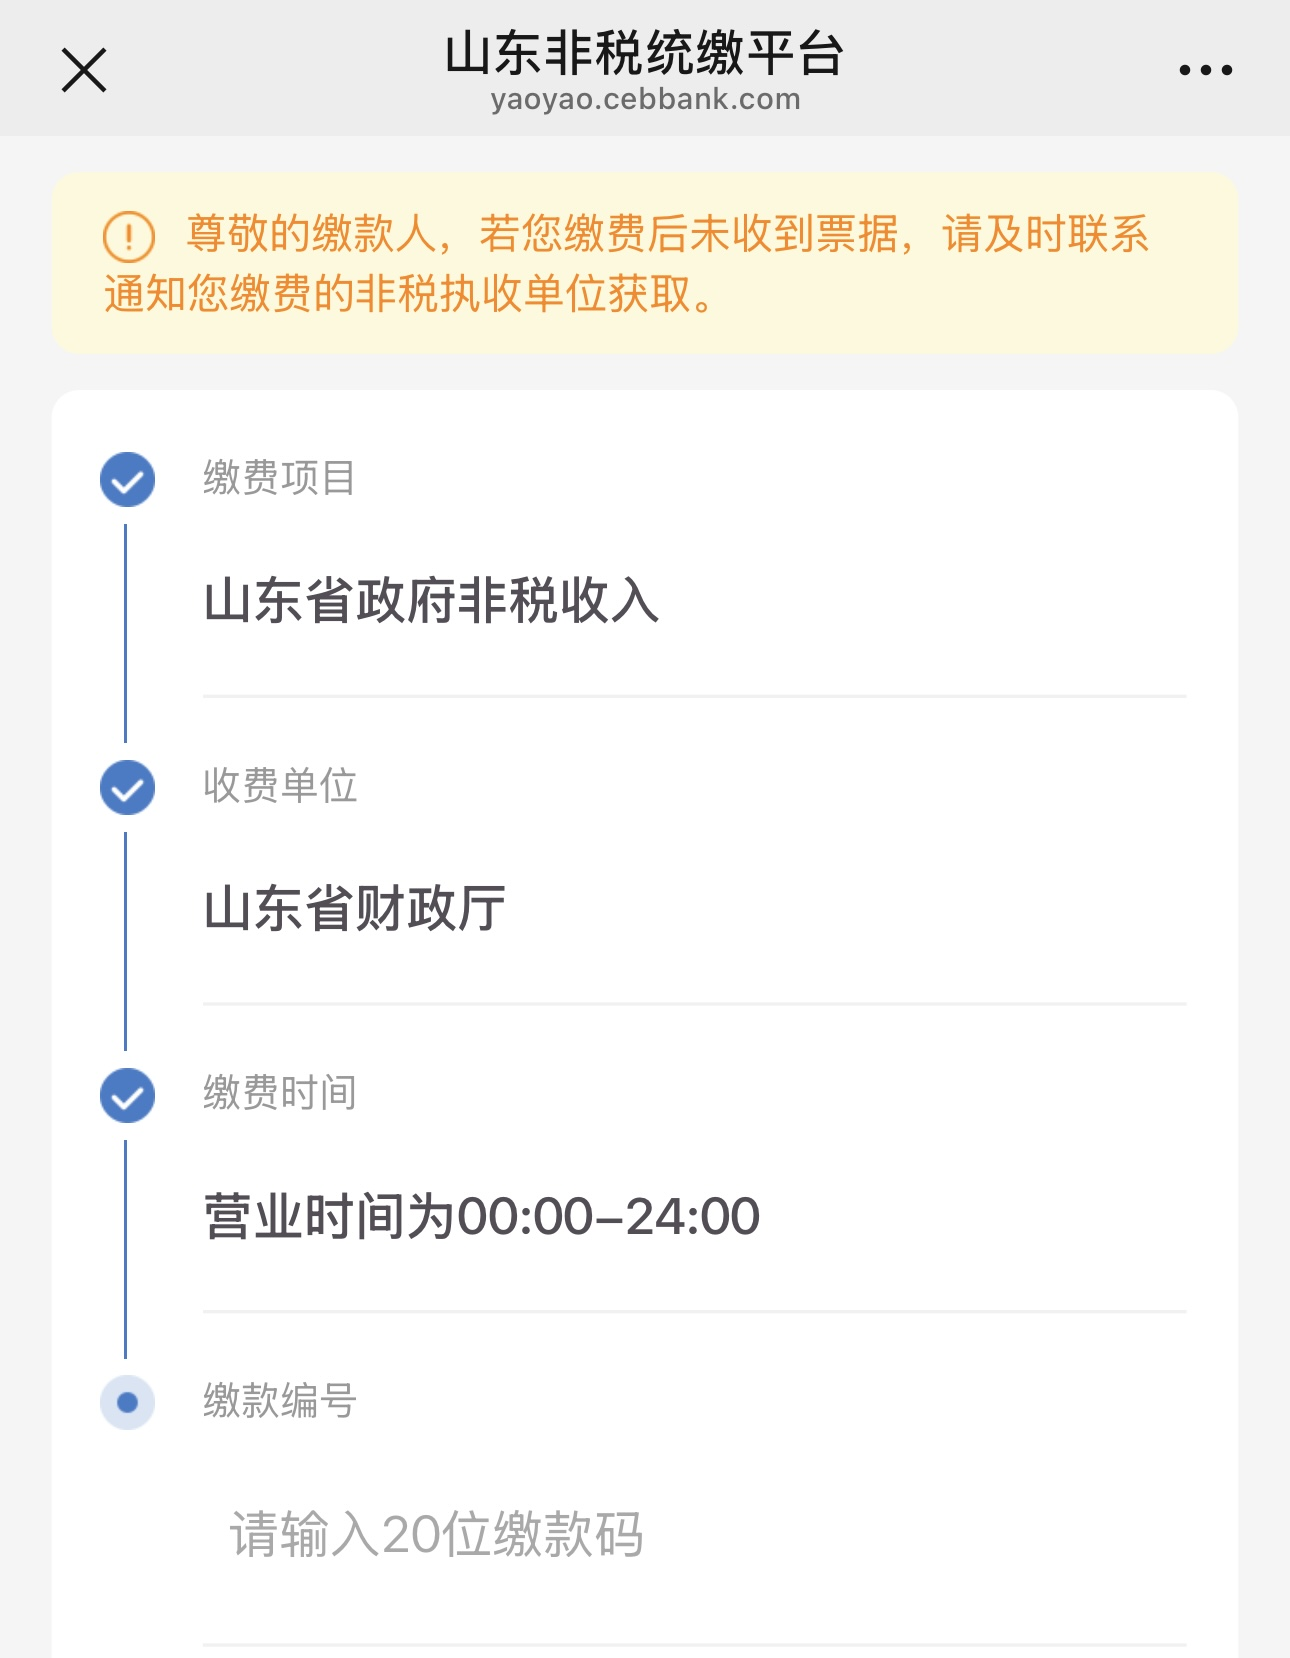 山东非税统缴平台
yaoyao.cebbank.com
尊敬的缴款人，若您缴费后未收到票据，请及时联系
通知您缴费的非税执收单位获取。
缴费项目
山东省政府非税收入
收费单位
山东省财政厅
缴费时间
营业时间为00:00–24:00
缴款编号
请输入20位缴款码